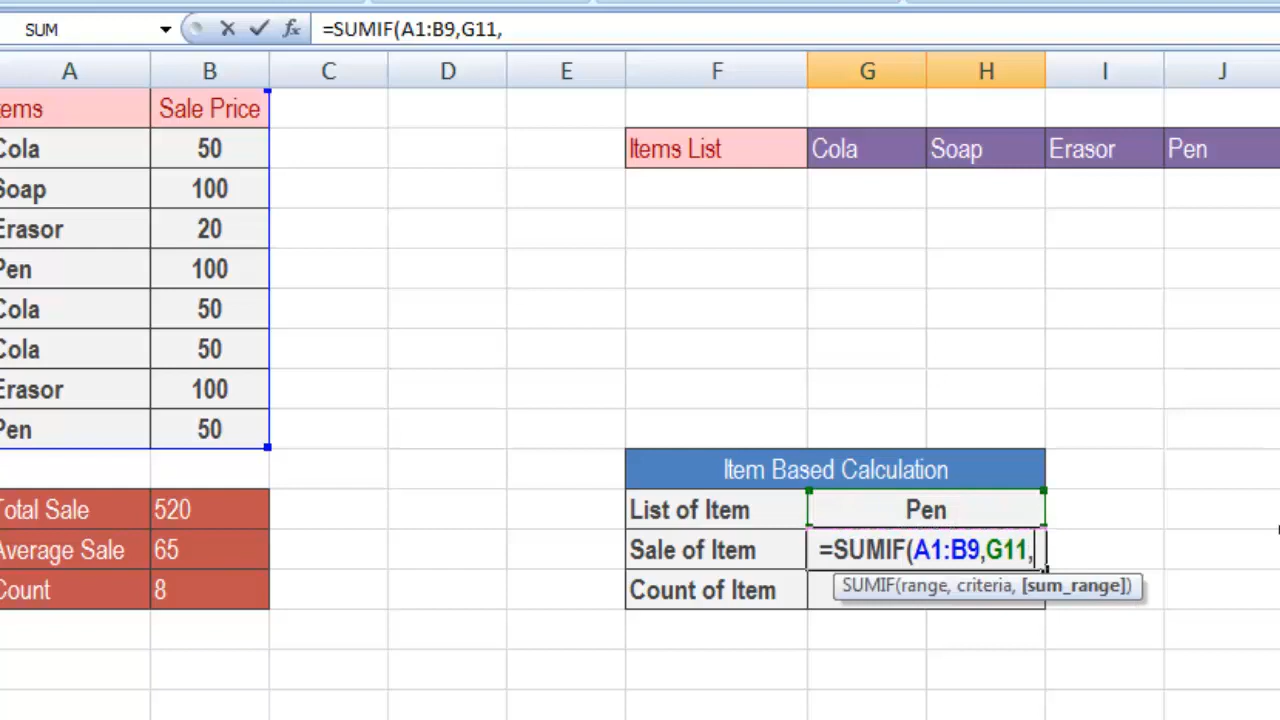 SUM =SUMIF(A1:B9,G11,
A B C D E F G H I J
tems Sale Price
Cola 50 Items List Cola Soap Erasor Pen
Soap 100
Erasor 20
Pen 100
Cola 50
Cola 50
Erasor 100
Pen 50
Item Based Calculation
Total Sale 520 List of Item Pen
Average Sale 65 Sale of Item =SUMIF(A1:B9,G11,
Count 8 Count of Item SUMIF(range, criteria, [sum_range])